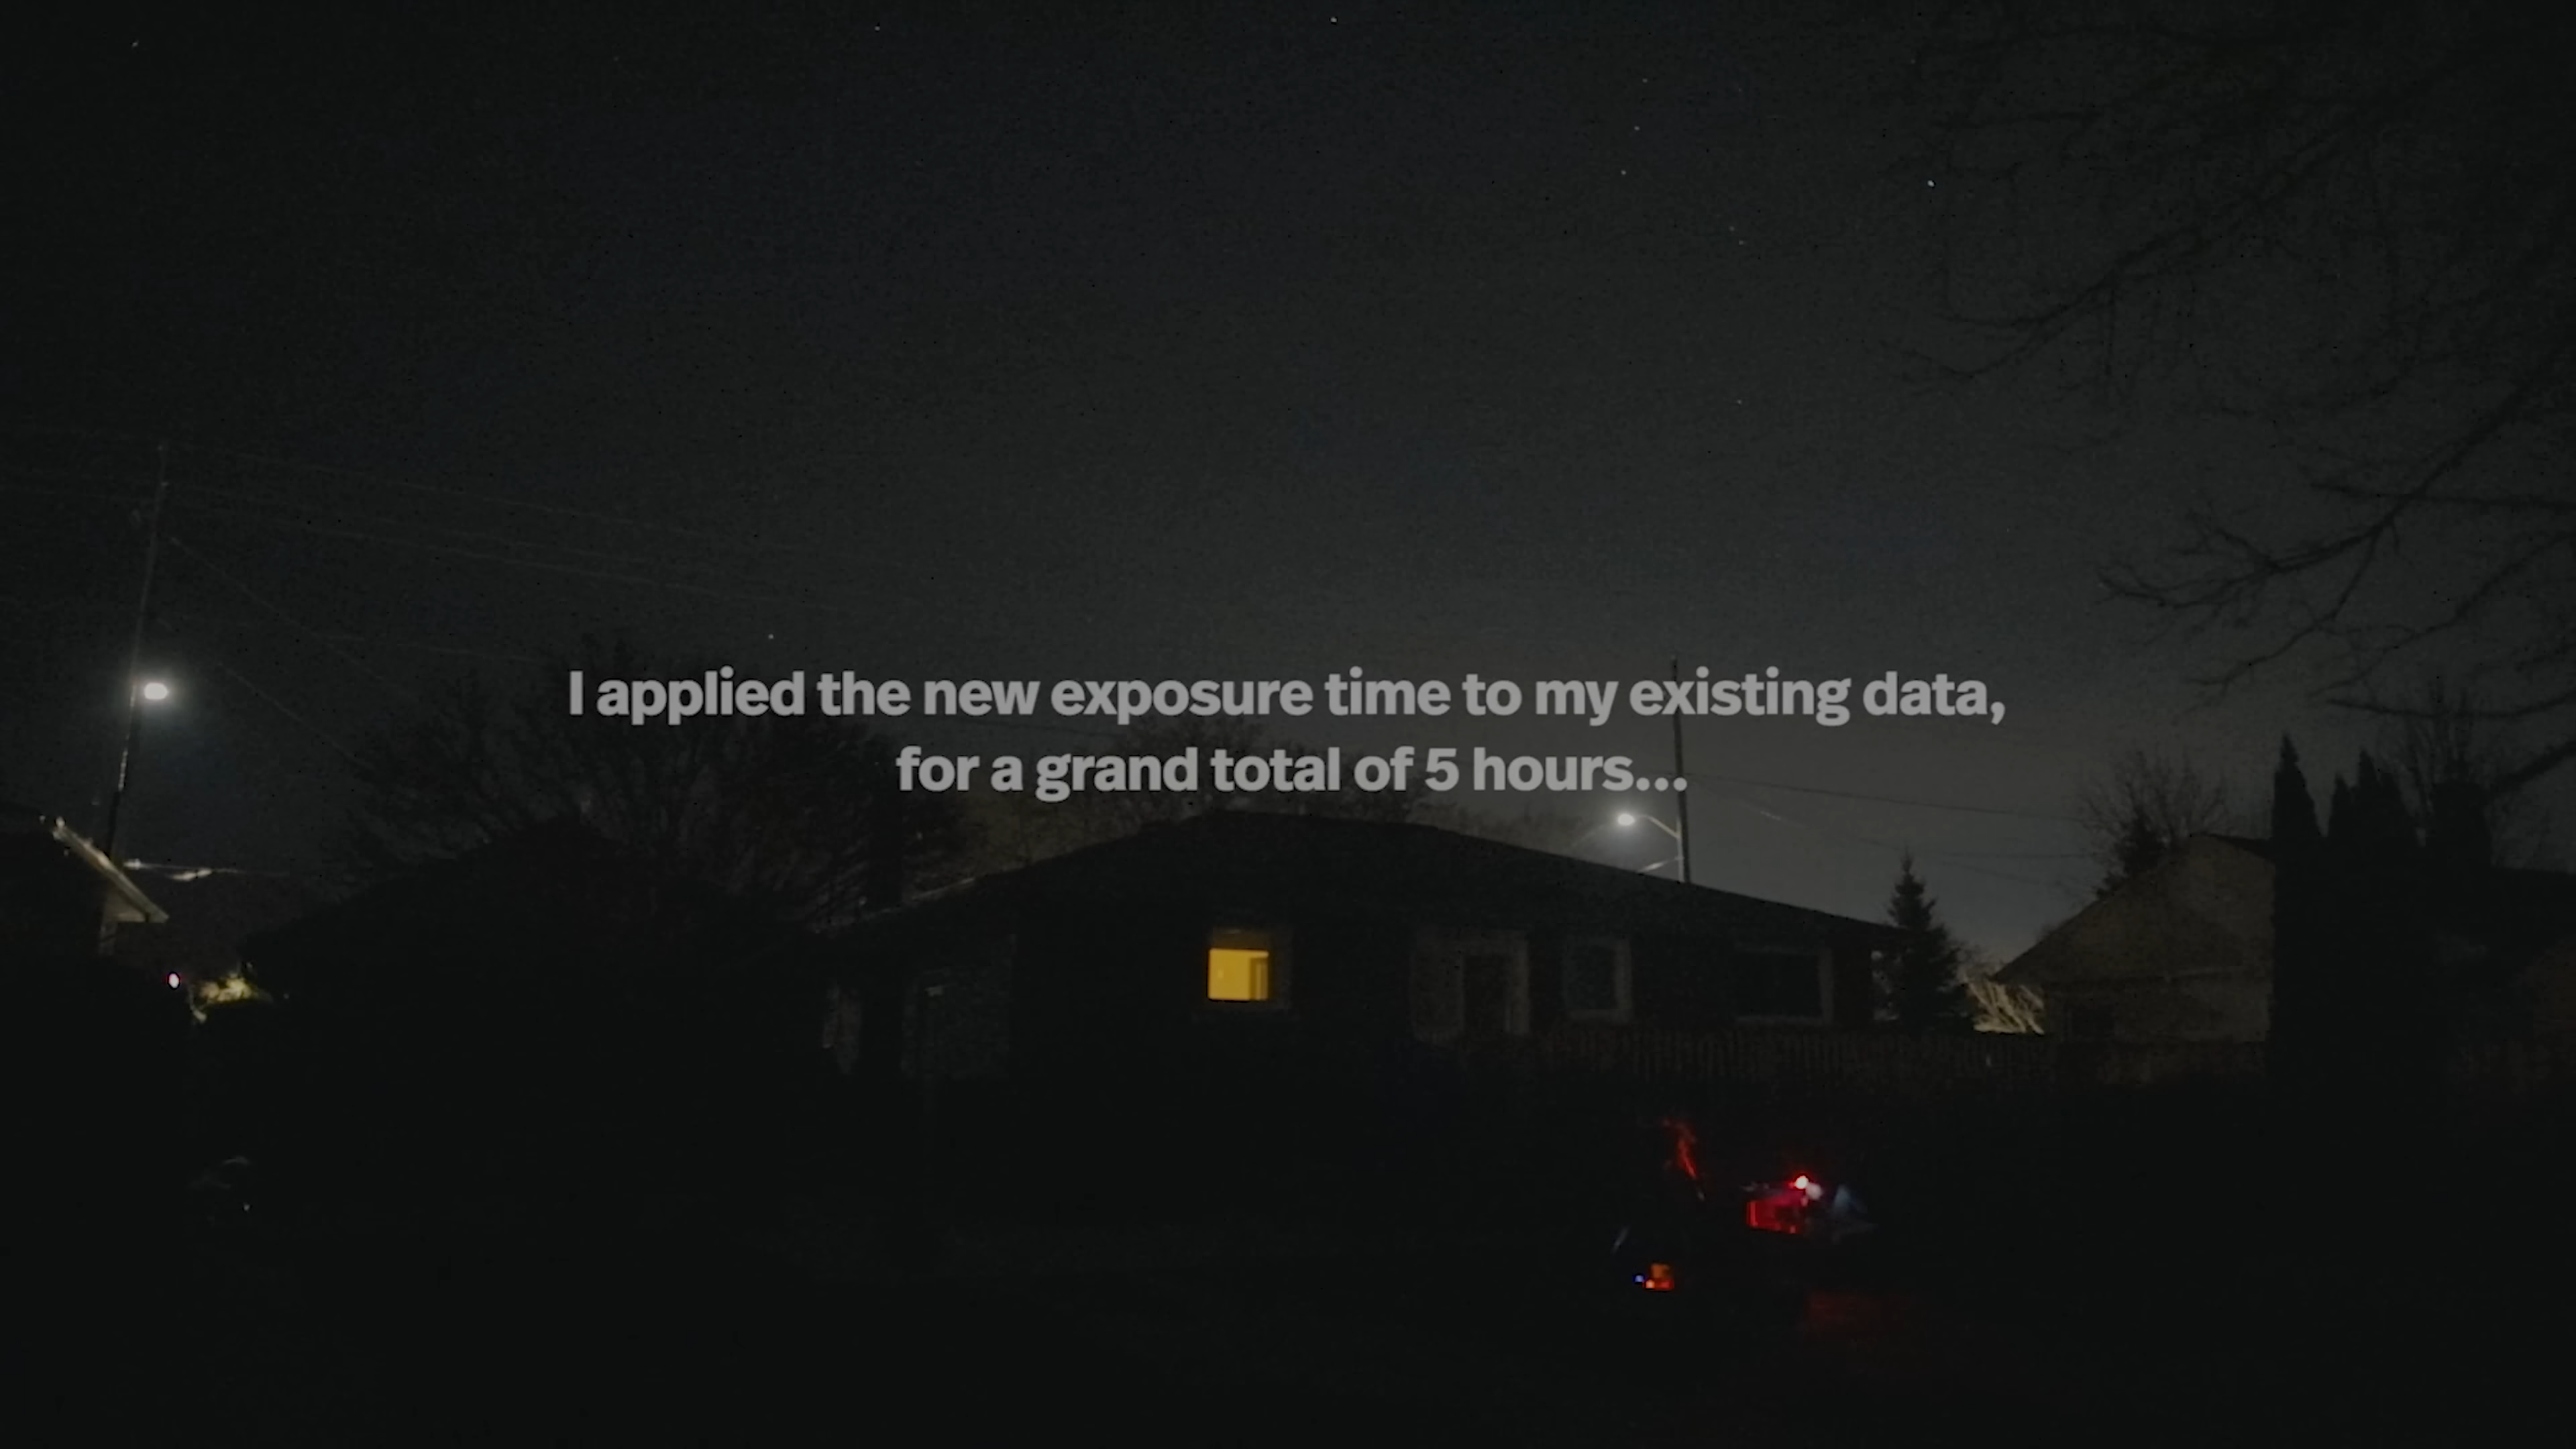 I applied the new exposure time to my existing data,
for a grand total of 5 hours...